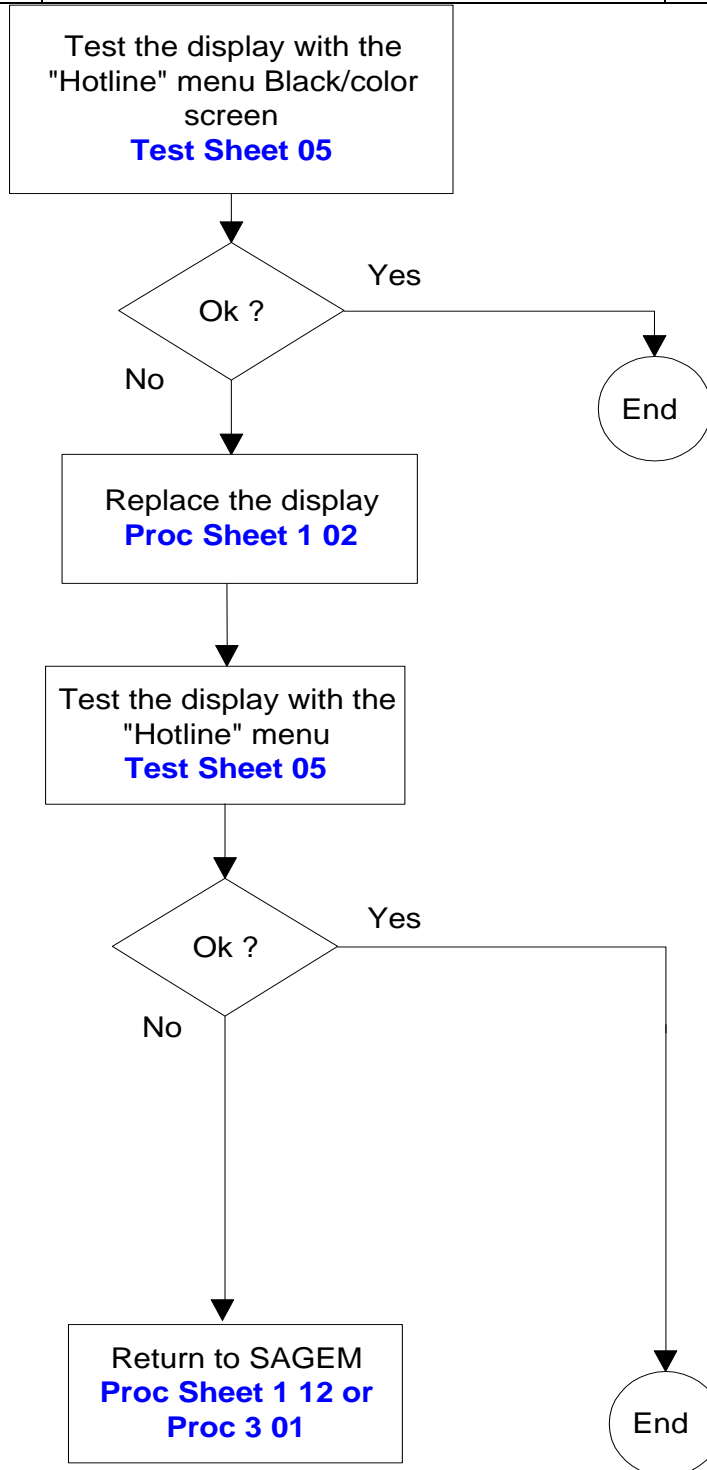 Test the display with the
"Hotline" menu Black/color
screen
Test Sheet 05
Yes
Ok ?
No
End
Replace the display
Proc Sheet 1 02
Test the display with the
"Hotline" menu
Test Sheet 05
Yes
Ok ?
No
Return to SAGEM
Proc Sheet 1 12 or
Proc 3 01
End